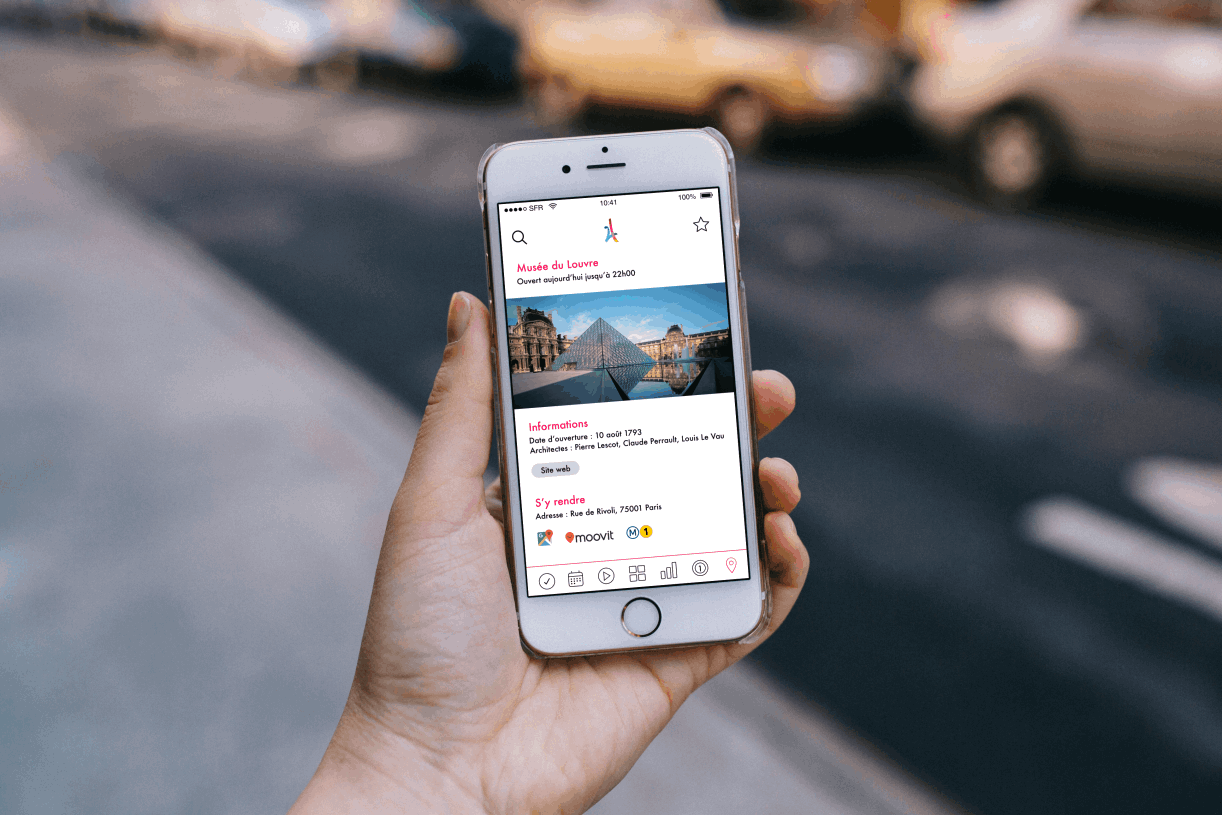 SFR 10:41 100%
Musée du Louvre
Ouvert aujourd'hui jusqu'à 22h00
Informations
Date d'ouverture : 10 août 1793
Architectes : Pierre Lescot, Claude Perrault, Louis Le Vau
Site web
S'y rendre
Adresse : Rue de Rivoli, 75001 Paris
G moovit M 1
1